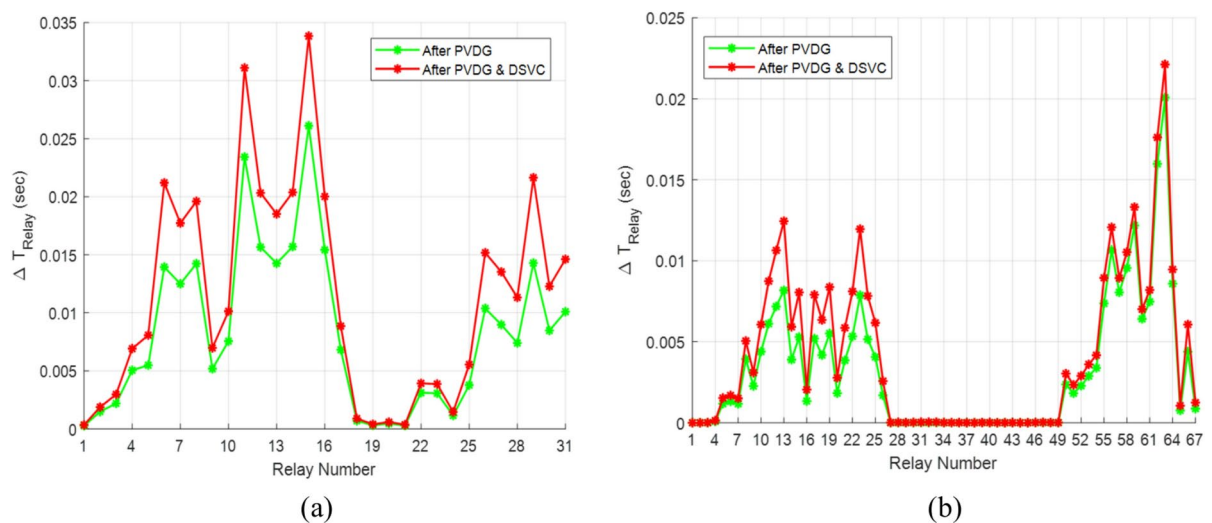 0.035
0.03
0.025
0.02
0.015
0.01
0.005
0
Δ T_Relay (sec)
After PVDG
After PVDG & DSVC
1 4 7 10 13 16 19 22 25 28 31
Relay Number
(a)
0.025
0.02
0.015
0.01
0.005
0
Δ T_Relay (sec)
After PVDG
After PVDG & DSVC
1 4 7 10 13 16 19 22 25 28 31 34 37 40 43 46 49 52 55 58 61 64 67
Relay Number
(b)